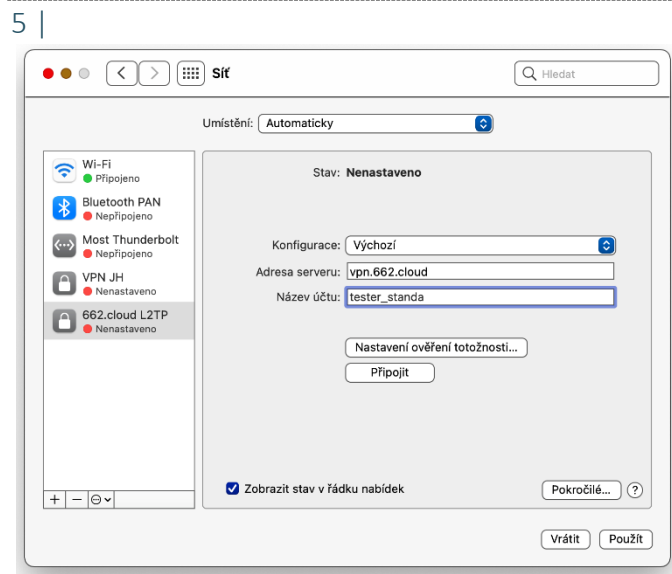 5 |
Síť
Hledat
Umístění: Automaticky
Wi-Fi
Připojeno
Bluetooth PAN
Nepřipojeno
Most Thunderbolt
Nepřipojeno
VPN JH
Nenastaveno
662.cloud L2TP
Nenastaveno
Stav: Nenastaveno
Konfigurace: Výchozí
Adresa serveru: vpn.662.cloud
Název účtu: tester_standa
Nastavení ověření totožnosti...
Připojit
Zobrazit stav v řádku nabídek
Pokročilé... ?
Vrátit Použít